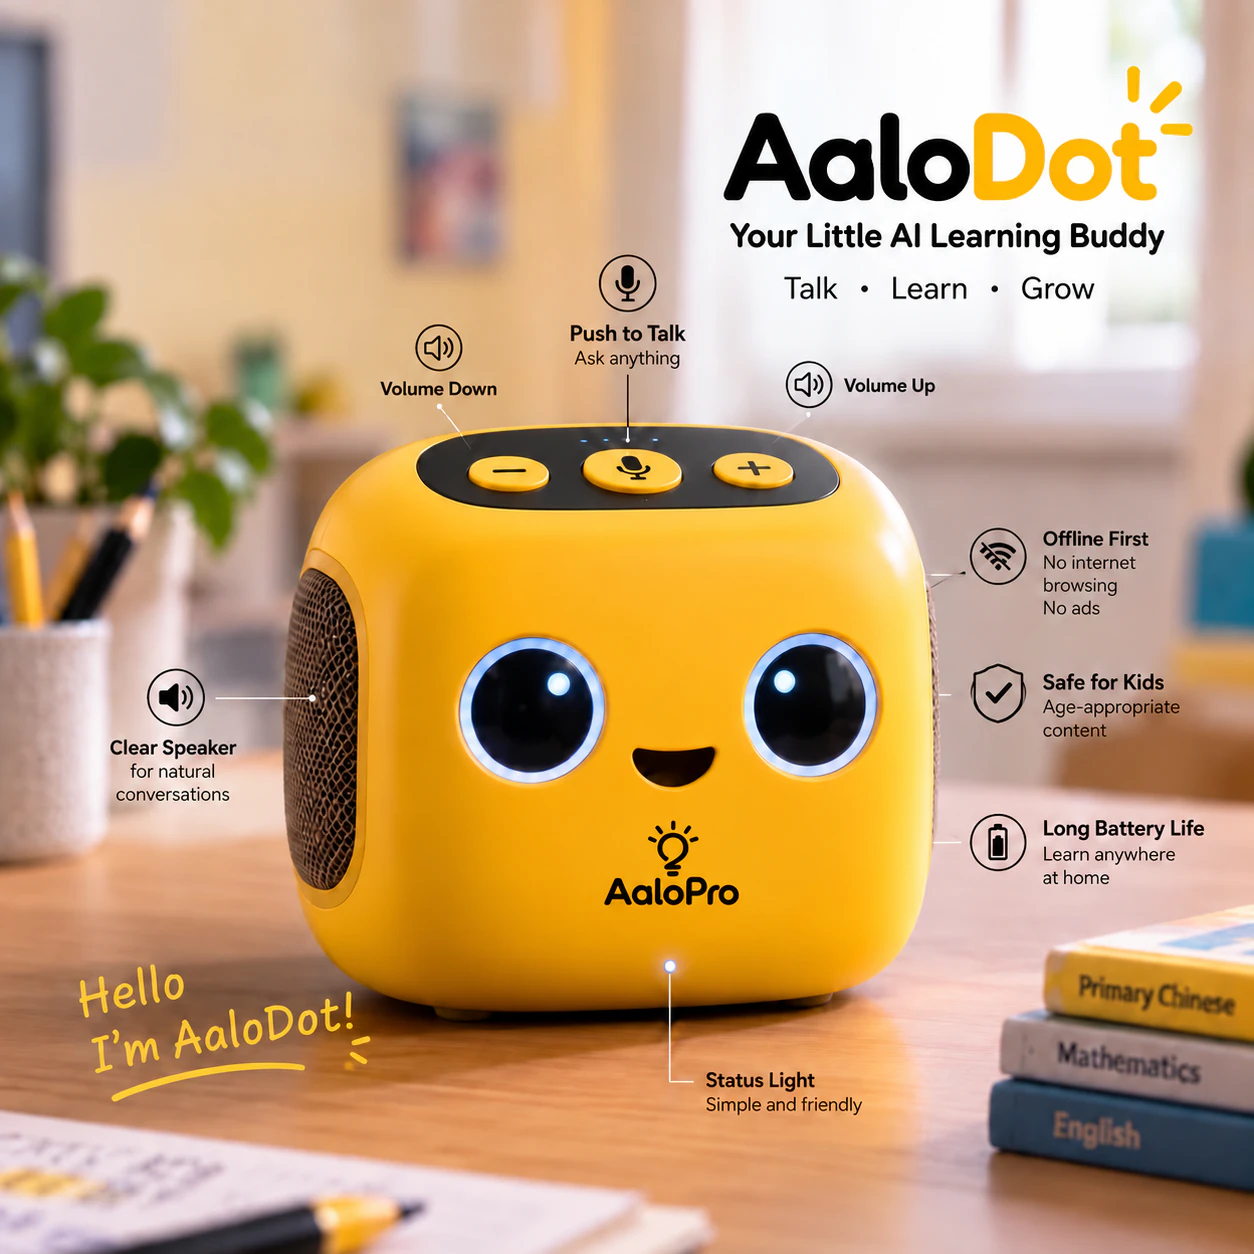 AaloDot
Your Little AI Learning Buddy
Talk • Learn • Grow
Push to Talk
Ask anything
Volume Down
Volume Up
Offline First
No internet
browsing
No ads
Safe for Kids
Age-appropriate
content
Clear Speaker
for natural
conversations
Long Battery Life
Learn anywhere
at home
AaloPro
Hello
I'm AaloDot!
Status Light
Simple and friendly
Primary Chinese
Mathematics
English